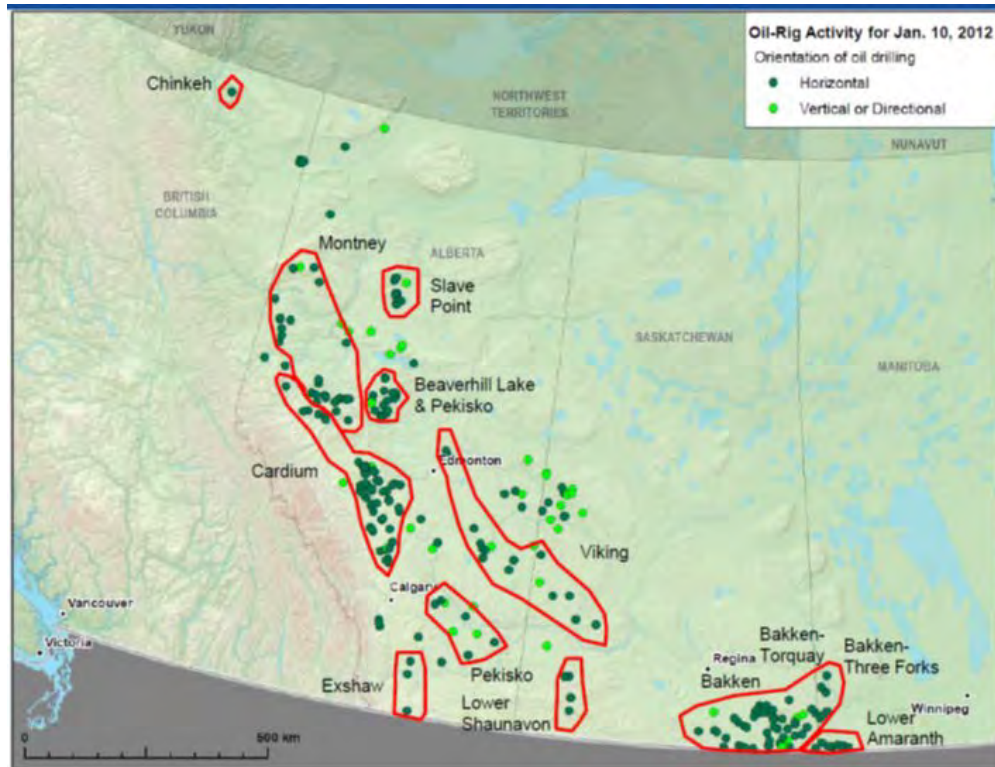 Oil-Rig Activity for Jan. 10, 2012
Orientation of oil drilling
Horizontal
Vertical or Directional
YUKON
Chinkeh
NORTHWEST
TERRITORIES
NUNAVUT
BRITISH
COLUMBIA
Montney
ALBERTA
Slave
Point
SASKATCHEWAN
MANITOBA
Beaverhill Lake
& Pekisko
Cardium
Edmonton
Viking
Calgary
Vancouver
Victoria
Bakken-
Torquay
Bakken-
Three Forks
Regina
Bakken
Exshaw
Pekisko
Lower
Shaunavon
Winnipeg
Lower
Amaranth
0
500 km